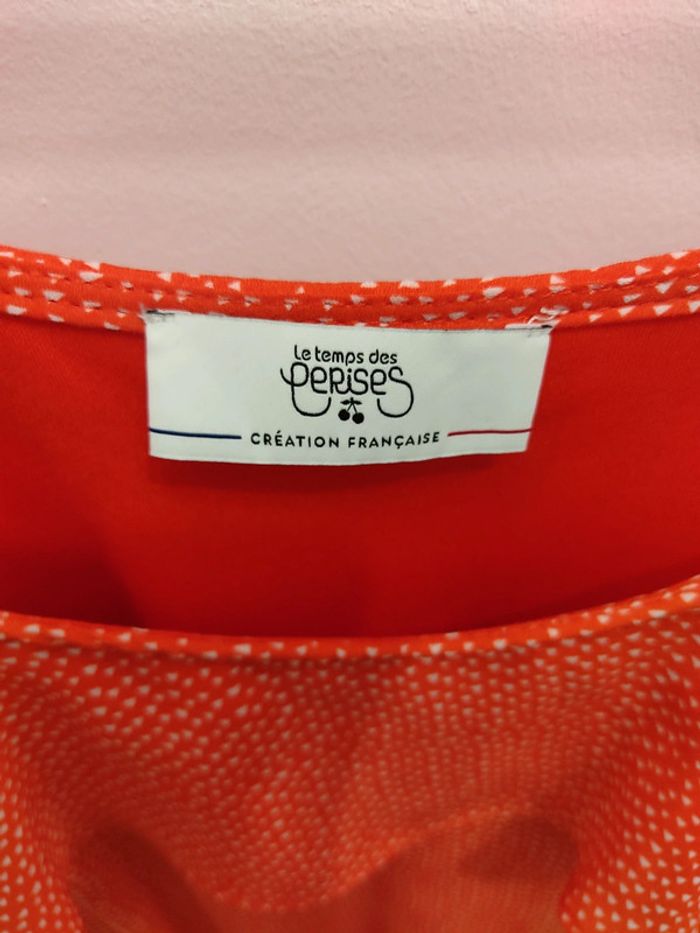 Le temps des
CeRiseS
CRÉATION FRANÇAISE